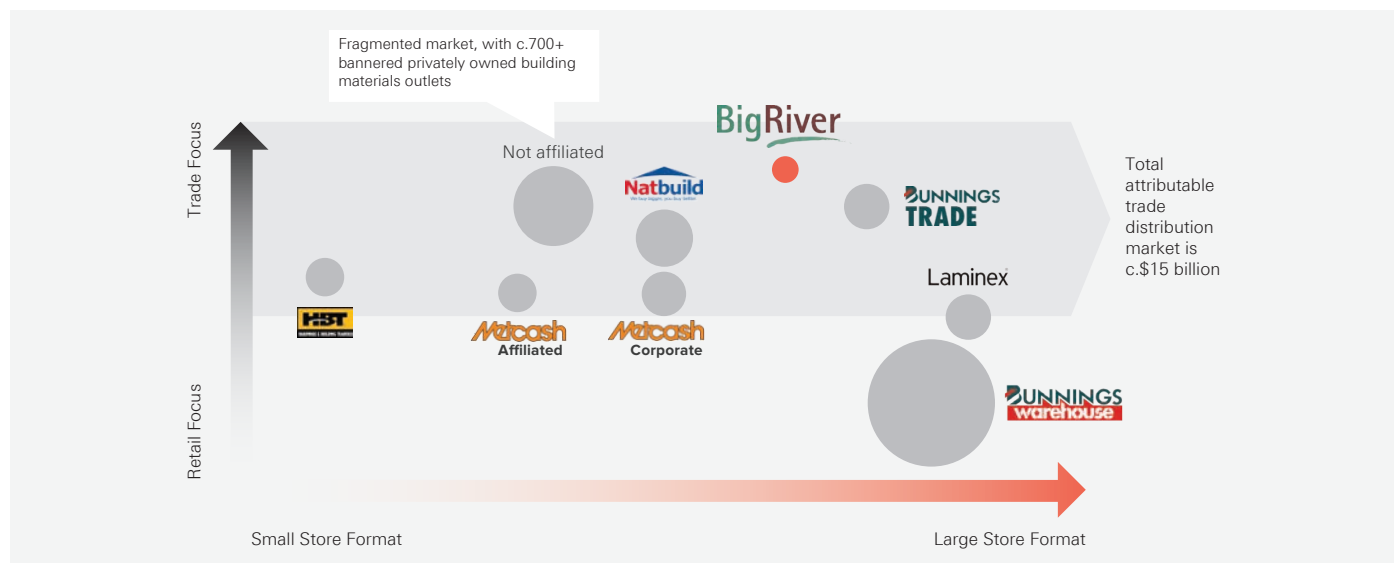 Fragmented market, with c.700+
bannered privately owned building
materials outlets
Trade Focus
Retail Focus
Not affiliated
Natbuild
BigRiver
BUNNINGS
TRADE
Total
attributable
trade
distribution
market is
c.$15 billion
Laminex
HBT
Metcash
Affiliated
Metcash
Corporate
BUNNINGS
warehouse
Small Store Format
Large Store Format